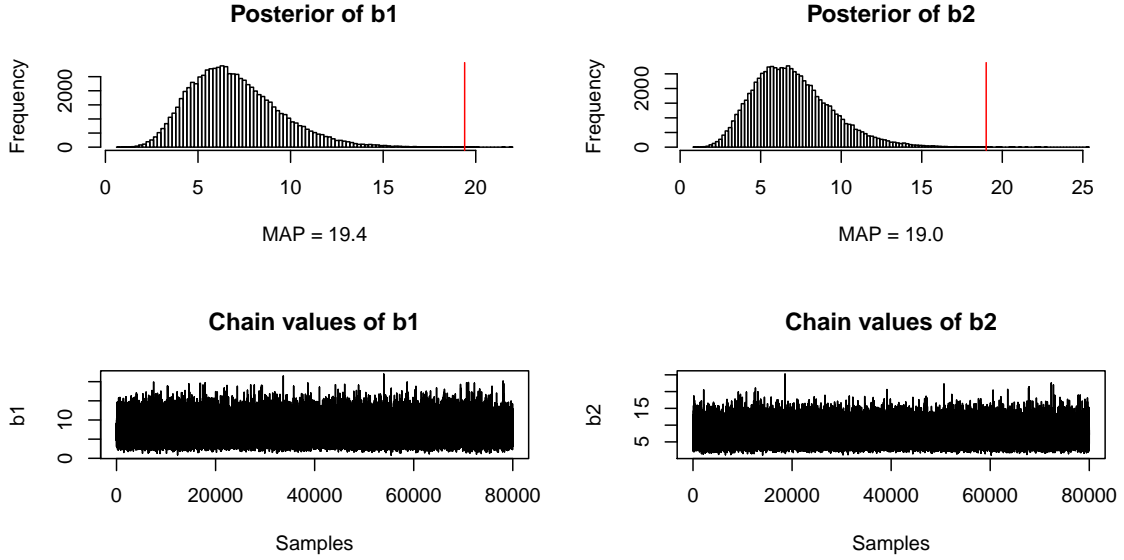 Posterior of b1
Frequency
0 2000
0 5 10 15 20
MAP = 19.4
Posterior of b2
Frequency
0 2000
0 5 10 15 20 25
MAP = 19.0
Chain values of b1
b1
0 10
0 20000 40000 60000 80000
Samples
Chain values of b2
b2
5 15
0 20000 40000 60000 80000
Samples